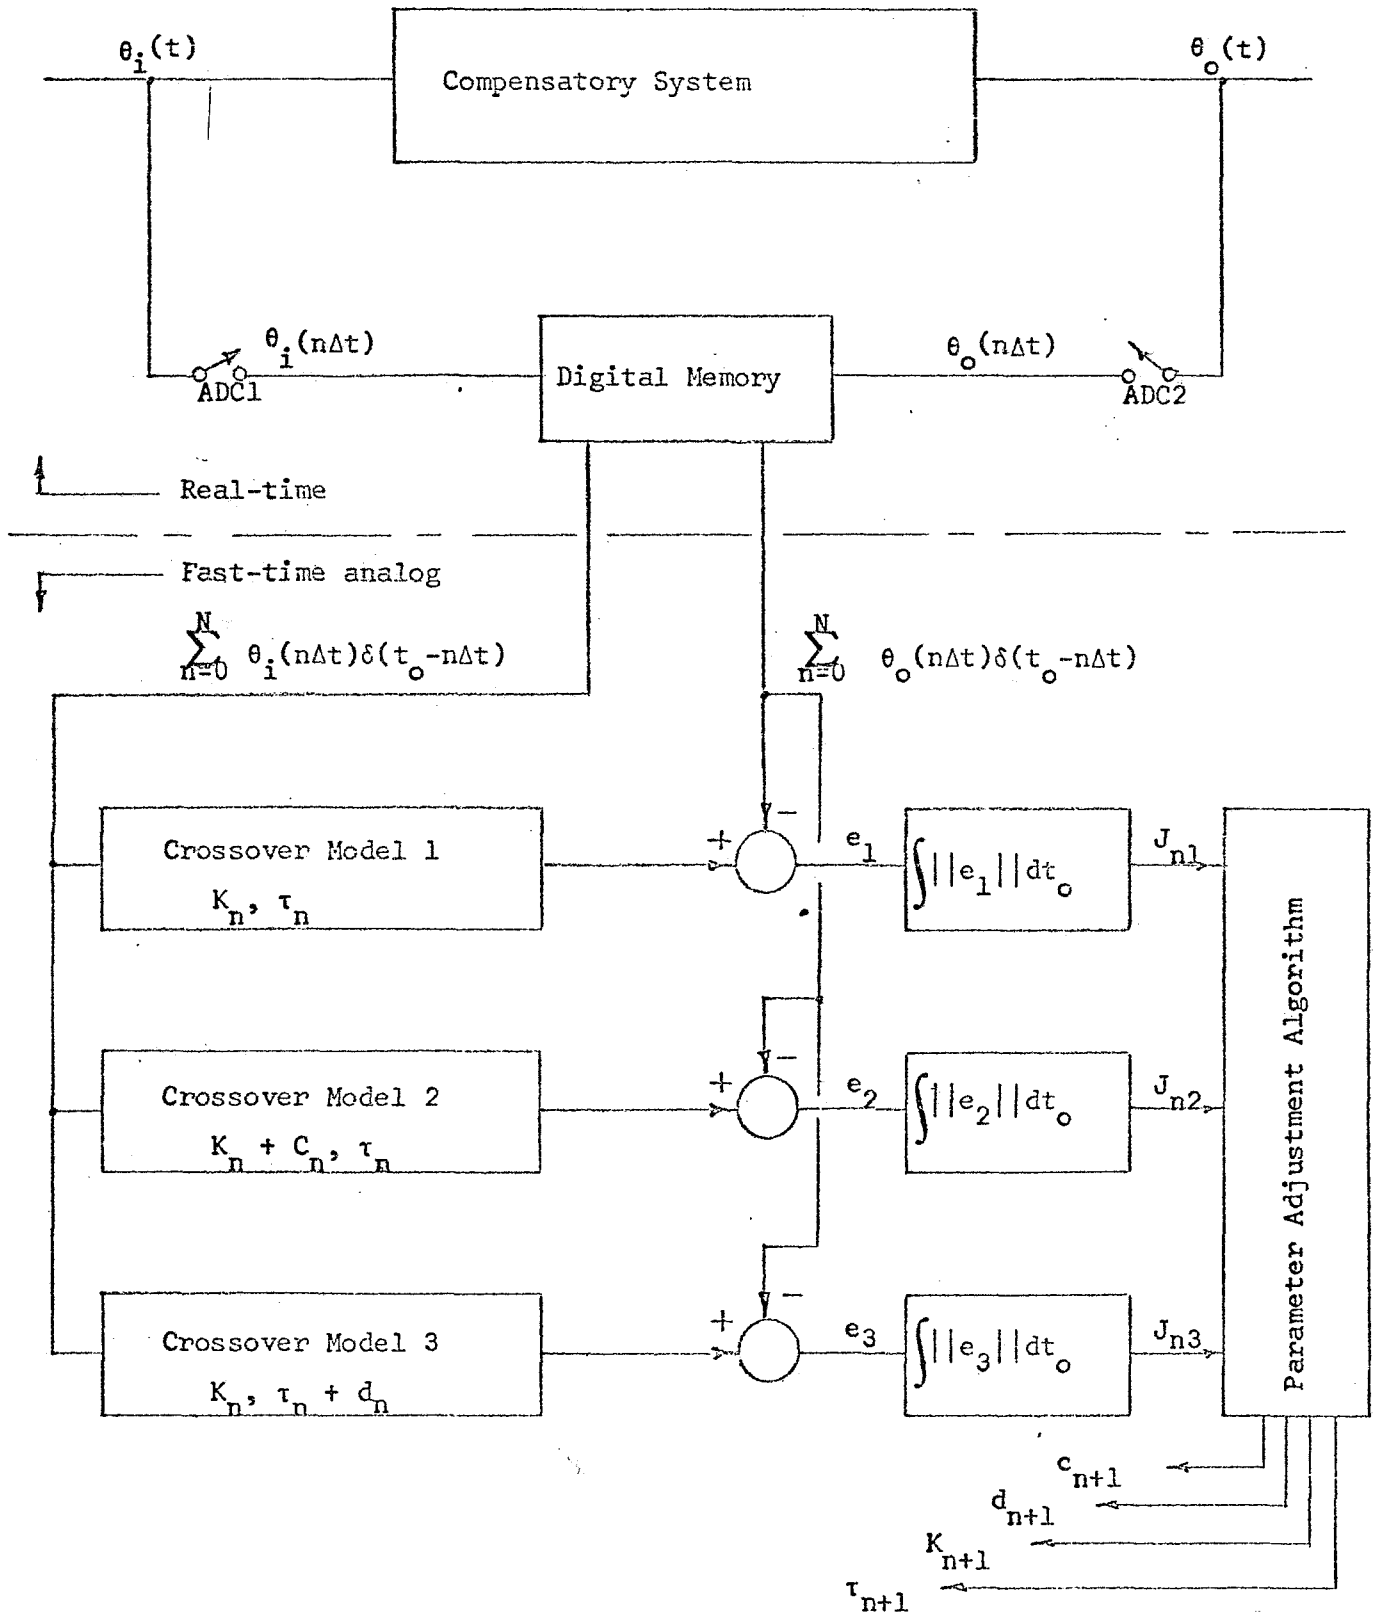 θi(t)
θo(t)
Compensatory System
θi(nΔt)
θo(nΔt)
Digital Memory
ADC1
ADC2
Real-time
Fast-time analog
N
∑ θi(nΔt)δ(to-nΔt)
n=0
N
∑ θo(nΔt)δ(to-nΔt)
n=0
Crossover Model 1
Kn, τn
+
−
e1
∫||e1||dto
Jn1
Crossover Model 2
Kn + Cn, τn
+
−
e2
∫||e2||dto
Jn2
Crossover Model 3
Kn, τn + dn
+
−
e3
∫||e3||dto
Jn3
Parameter Adjustment Algorithm
cn+1
dn+1
Kn+1
τn+1